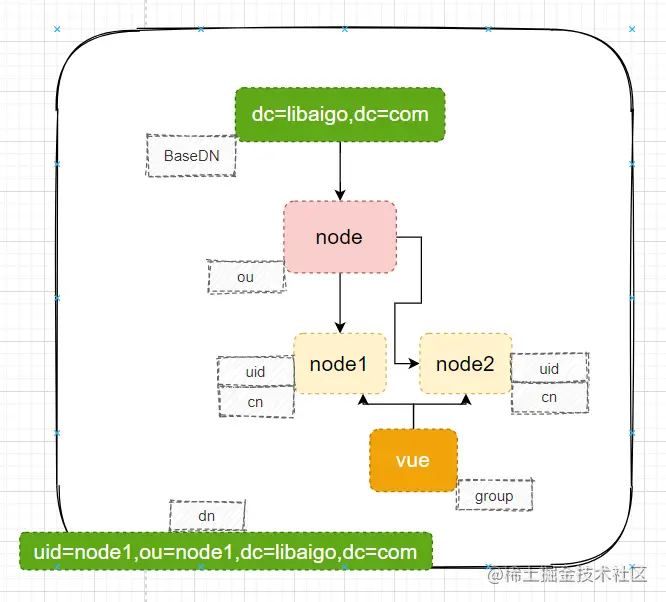 dc=libaigo,dc=com
BaseDN
node
ou
node1
node2
uid
cn
uid
cn
vue
group
dn
uid=node1,ou=node1,dc=libaigo,dc=com
@稀土掘金技术社区